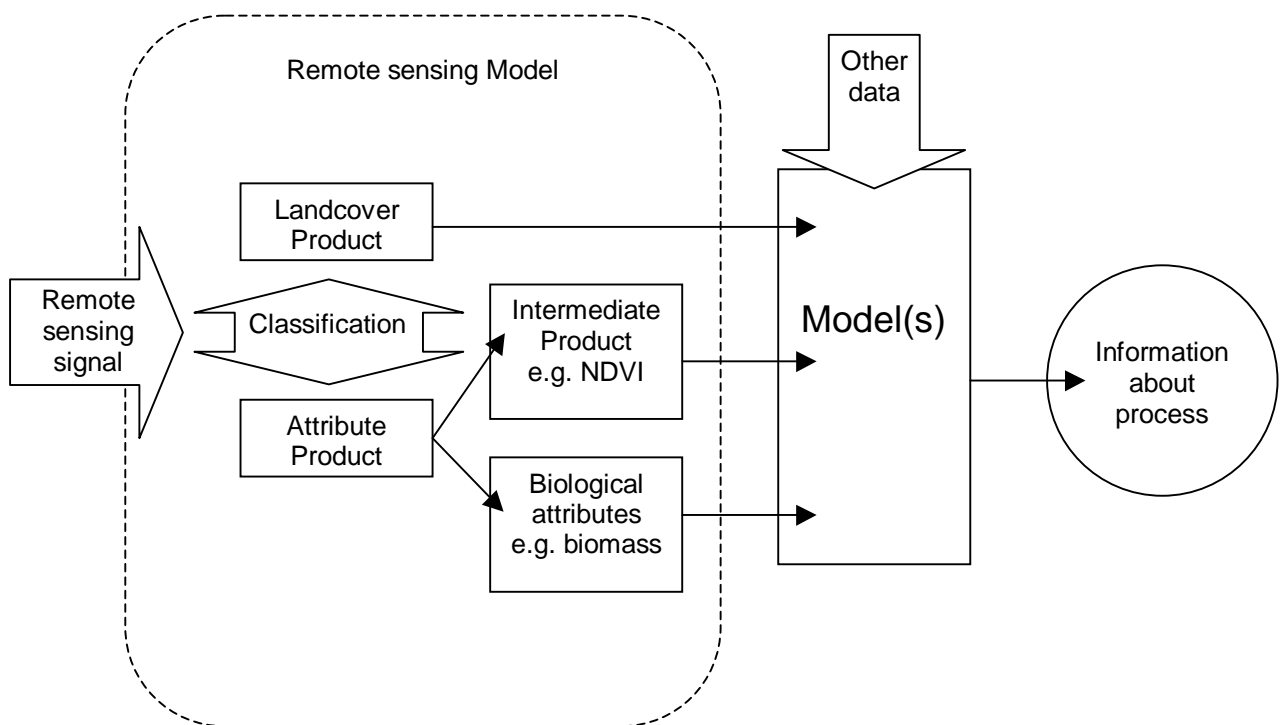 Remote sensing Model
Other
data
Landcover
Product
Remote
sensing
signal
Classification
Intermediate
Product
e.g. NDVI
Attribute
Product
Biological
attributes
e.g. biomass
Model(s)
Information
about
process